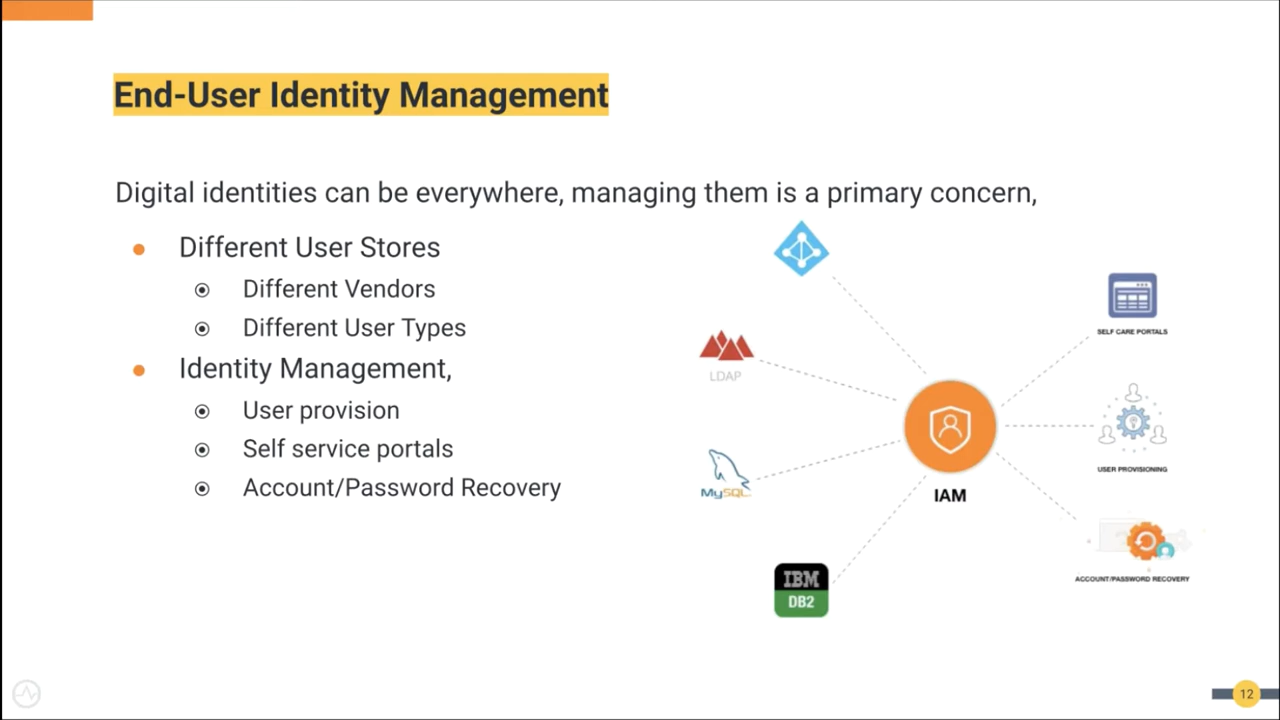 End-User Identity Management
Digital identities can be everywhere, managing them is a primary concern,
Different User Stores
Different Vendors
Different User Types
Identity Management,
User provision
Self service portals
Account/Password Recovery
LDAP
MySQL
IBM
DB2
IAM
SELF CARE PORTALS
USER PROVISIONING
ACCOUNT/PASSWORD RECOVERY
12